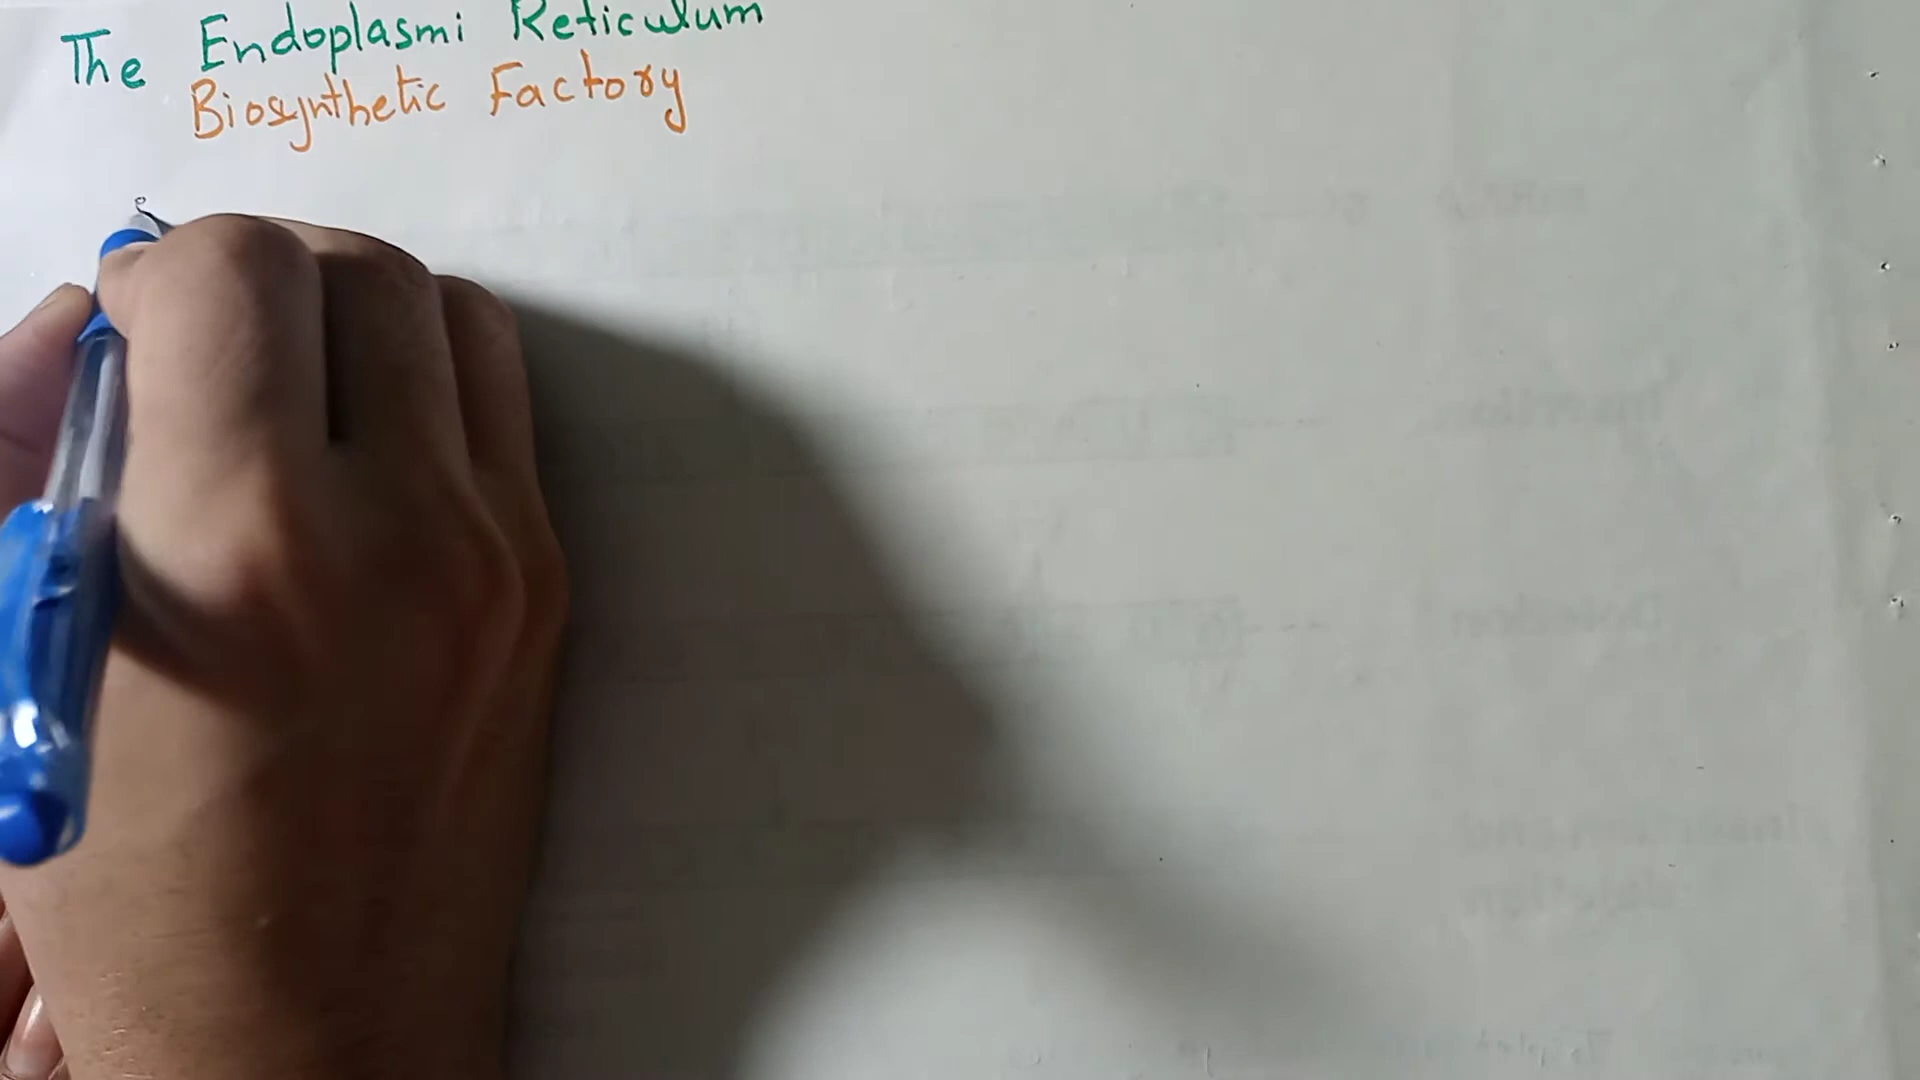 The Endoplasmi Reticulum
Biosynthetic Factory